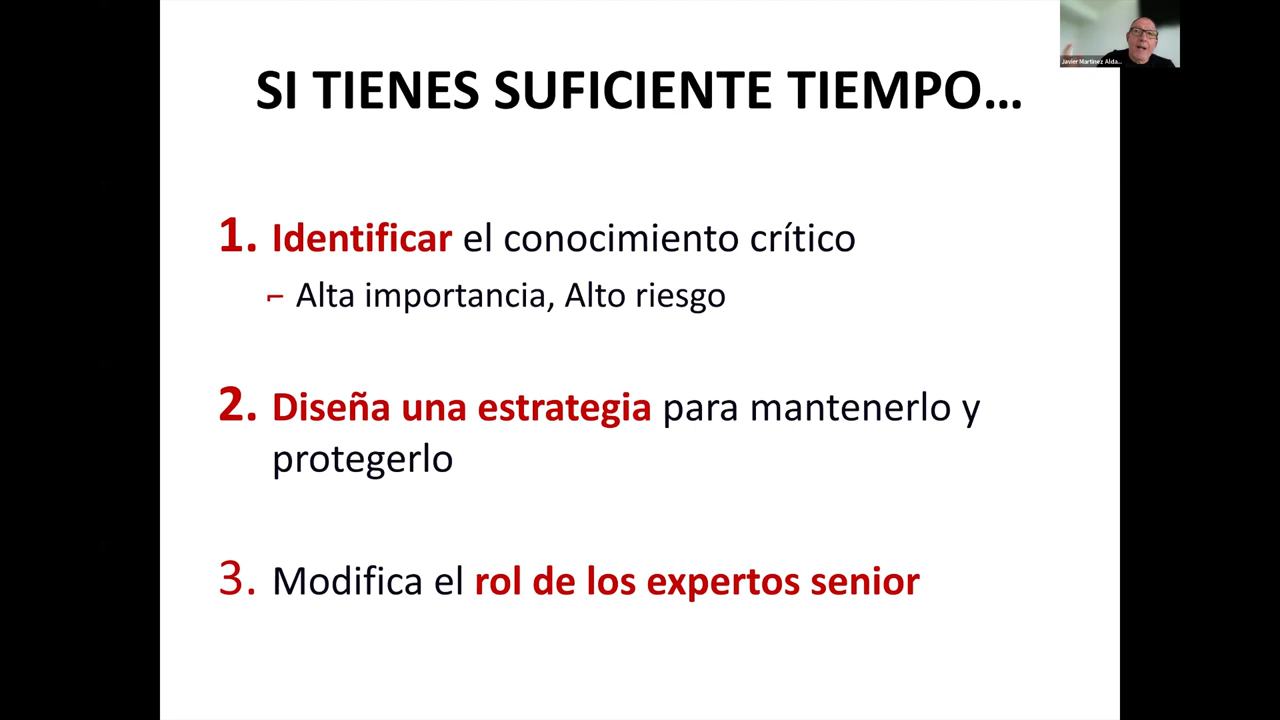 SI TIENES SUFICIENTE TIEMPO…
1. Identificar el conocimiento crítico
⌐ Alta importancia, Alto riesgo
2. Diseña una estrategia para mantenerlo y
protegerlo
3. Modifica el rol de los expertos senior
Javier Martinez Alda...